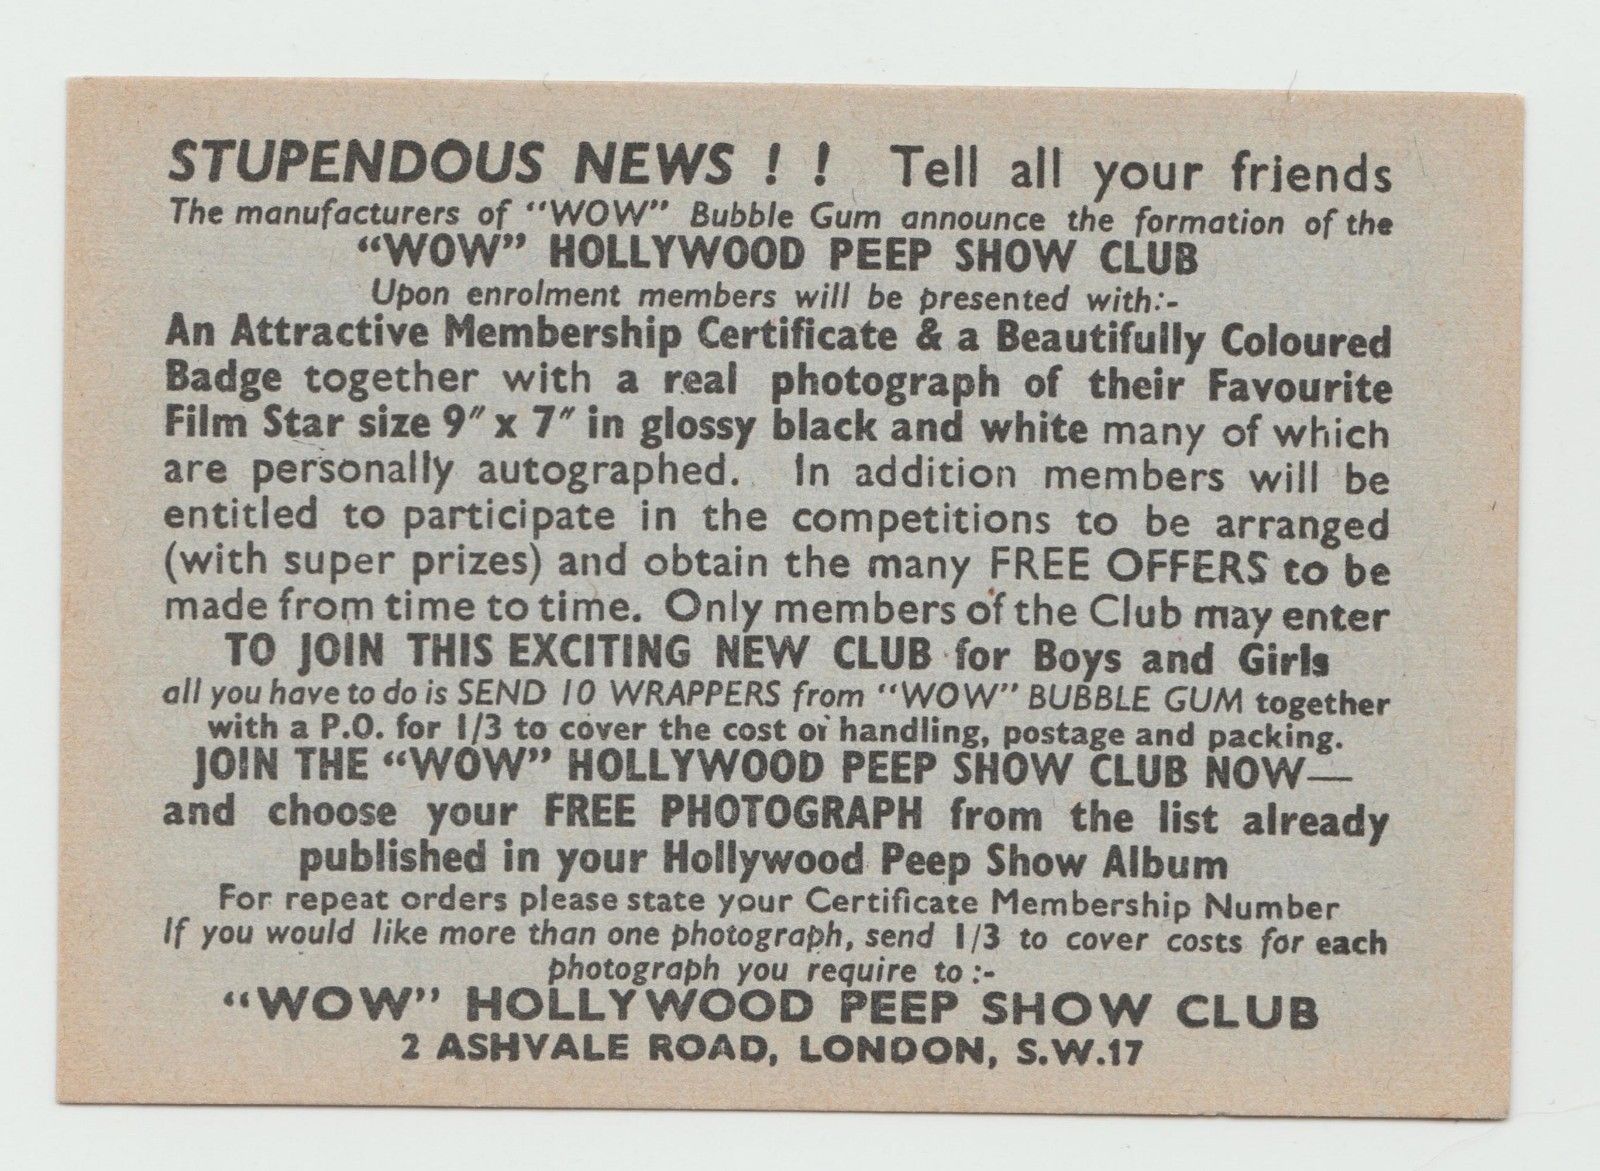 STUPENDOUS NEWS ! ! Tell all your friends
The manufacturers of "WOW" Bubble Gum announce the formation of the
"WOW" HOLLYWOOD PEEP SHOW CLUB
Upon enrolment members will be presented with:-
An Attractive Membership Certificate & a Beautifully Coloured
Badge together with a real photograph of their Favourite
Film Star size 9" x 7" in glossy black and white many of which
are personally autographed. In addition members will be
entitled to participate in the competitions to be arranged
(with super prizes) and obtain the many FREE OFFERS to be
made from time to time. Only members of the Club may enter
TO JOIN THIS EXCITING NEW CLUB for Boys and Girls
all you have to do is SEND 10 WRAPPERS from "WOW" BUBBLE GUM together
with a P.O. for 1/3 to cover the cost of handling, postage and packing.
JOIN THE "WOW" HOLLYWOOD PEEP SHOW CLUB NOW—
and choose your FREE PHOTOGRAPH from the list already
published in your Hollywood Peep Show Album
For repeat orders please state your Certificate Membership Number
If you would like more than one photograph, send 1/3 to cover costs for each
photograph you require to :-
"WOW" HOLLYWOOD PEEP SHOW CLUB
2 ASHVALE ROAD, LONDON, S.W.17